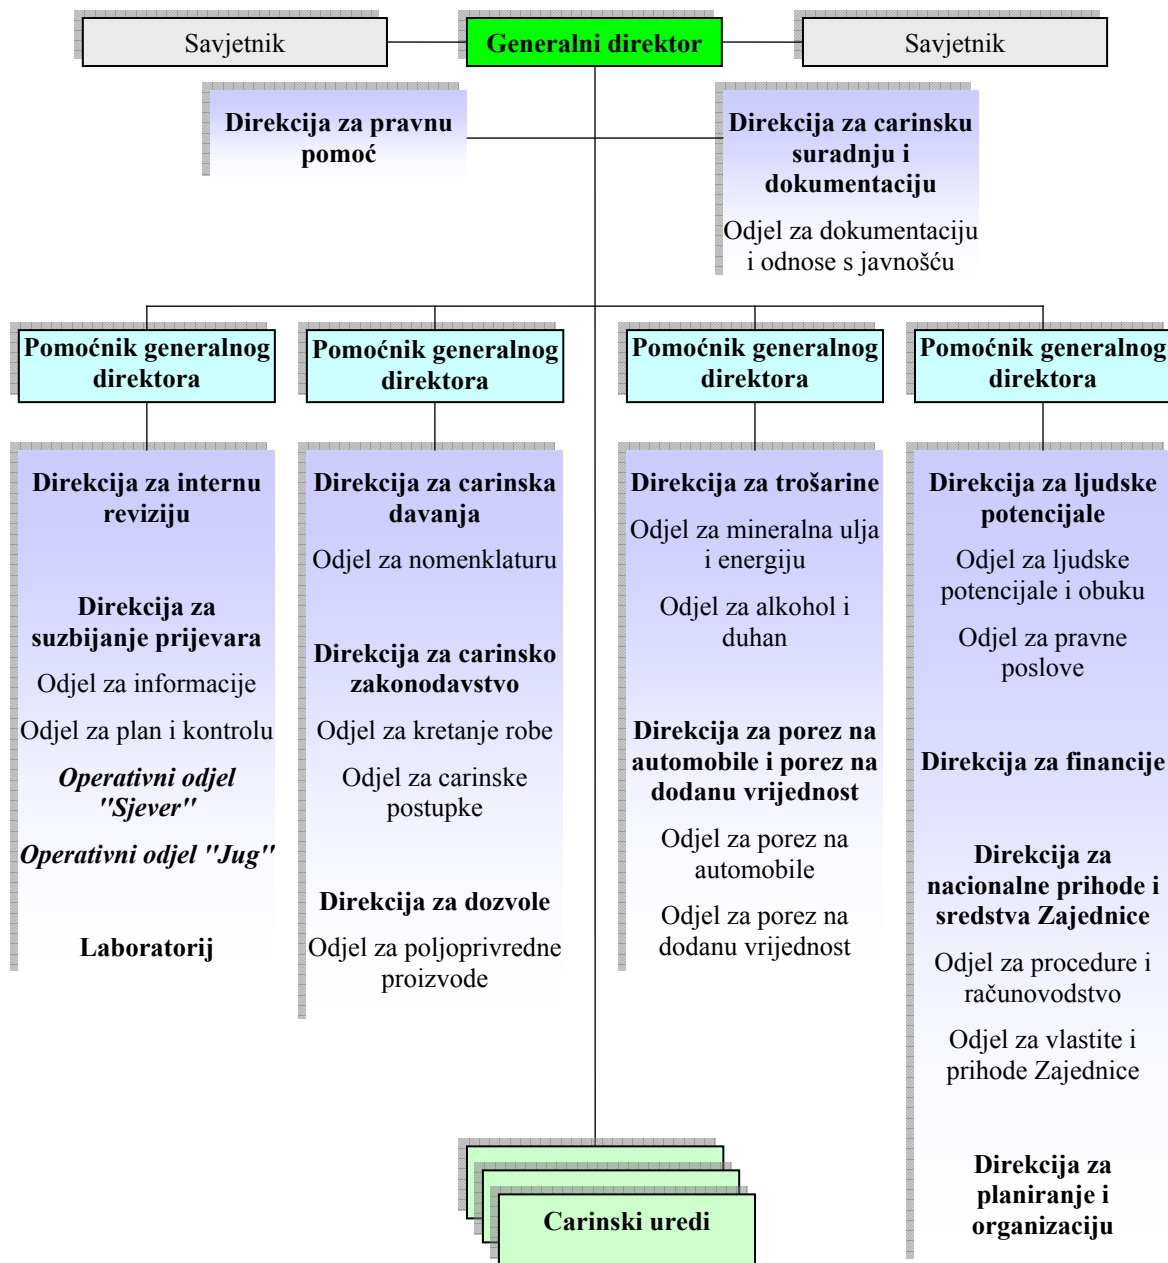 Savjetnik
Generalni direktor
Savjetnik
Direkcija za pravnu
pomoć
Direkcija za carinsku
suradnju i
dokumentaciju
Odjel za dokumentaciju
i odnose s javnošću
Pomoćnik generalnog
direktora
Pomoćnik generalnog
direktora
Pomoćnik generalnog
direktora
Pomoćnik generalnog
direktora
Direkcija za internu
reviziju
Direkcija za
suzbijanje prijevara
Odjel za informacije
Odjel za plan i kontrolu
Operativni odjel
"Sjever"
Operativni odjel "Jug"
Laboratorij
Direkcija za carinska
davanja
Odjel za nomenklaturu
Direkcija za carinsko
zakonodavstvo
Odjel za kretanje robe
Odjel za carinske
postupke
Direkcija za dozvole
Odjel za poljoprivredne
proizvode
Direkcija za trošarine
Odjel za mineralna ulja
i energiju
Odjel za alkohol i
duhan
Direkcija za porez na
automobile i porez na
dodanu vrijednost
Odjel za porez na
automobile
Odjel za porez na
dodanu vrijednost
Direkcija za ljudske
potencijale
Odjel za ljudske
potencijale i obuku
Odjel za pravne
poslove
Direkcija za financije
Direkcija za
nacionalne prihode i
sredstva Zajednice
Odjel za procedure i
računovodstvo
Odjel za vlastite i
prihode Zajednice
Direkcija za
planiranje i
organizaciju
Carinski uredi